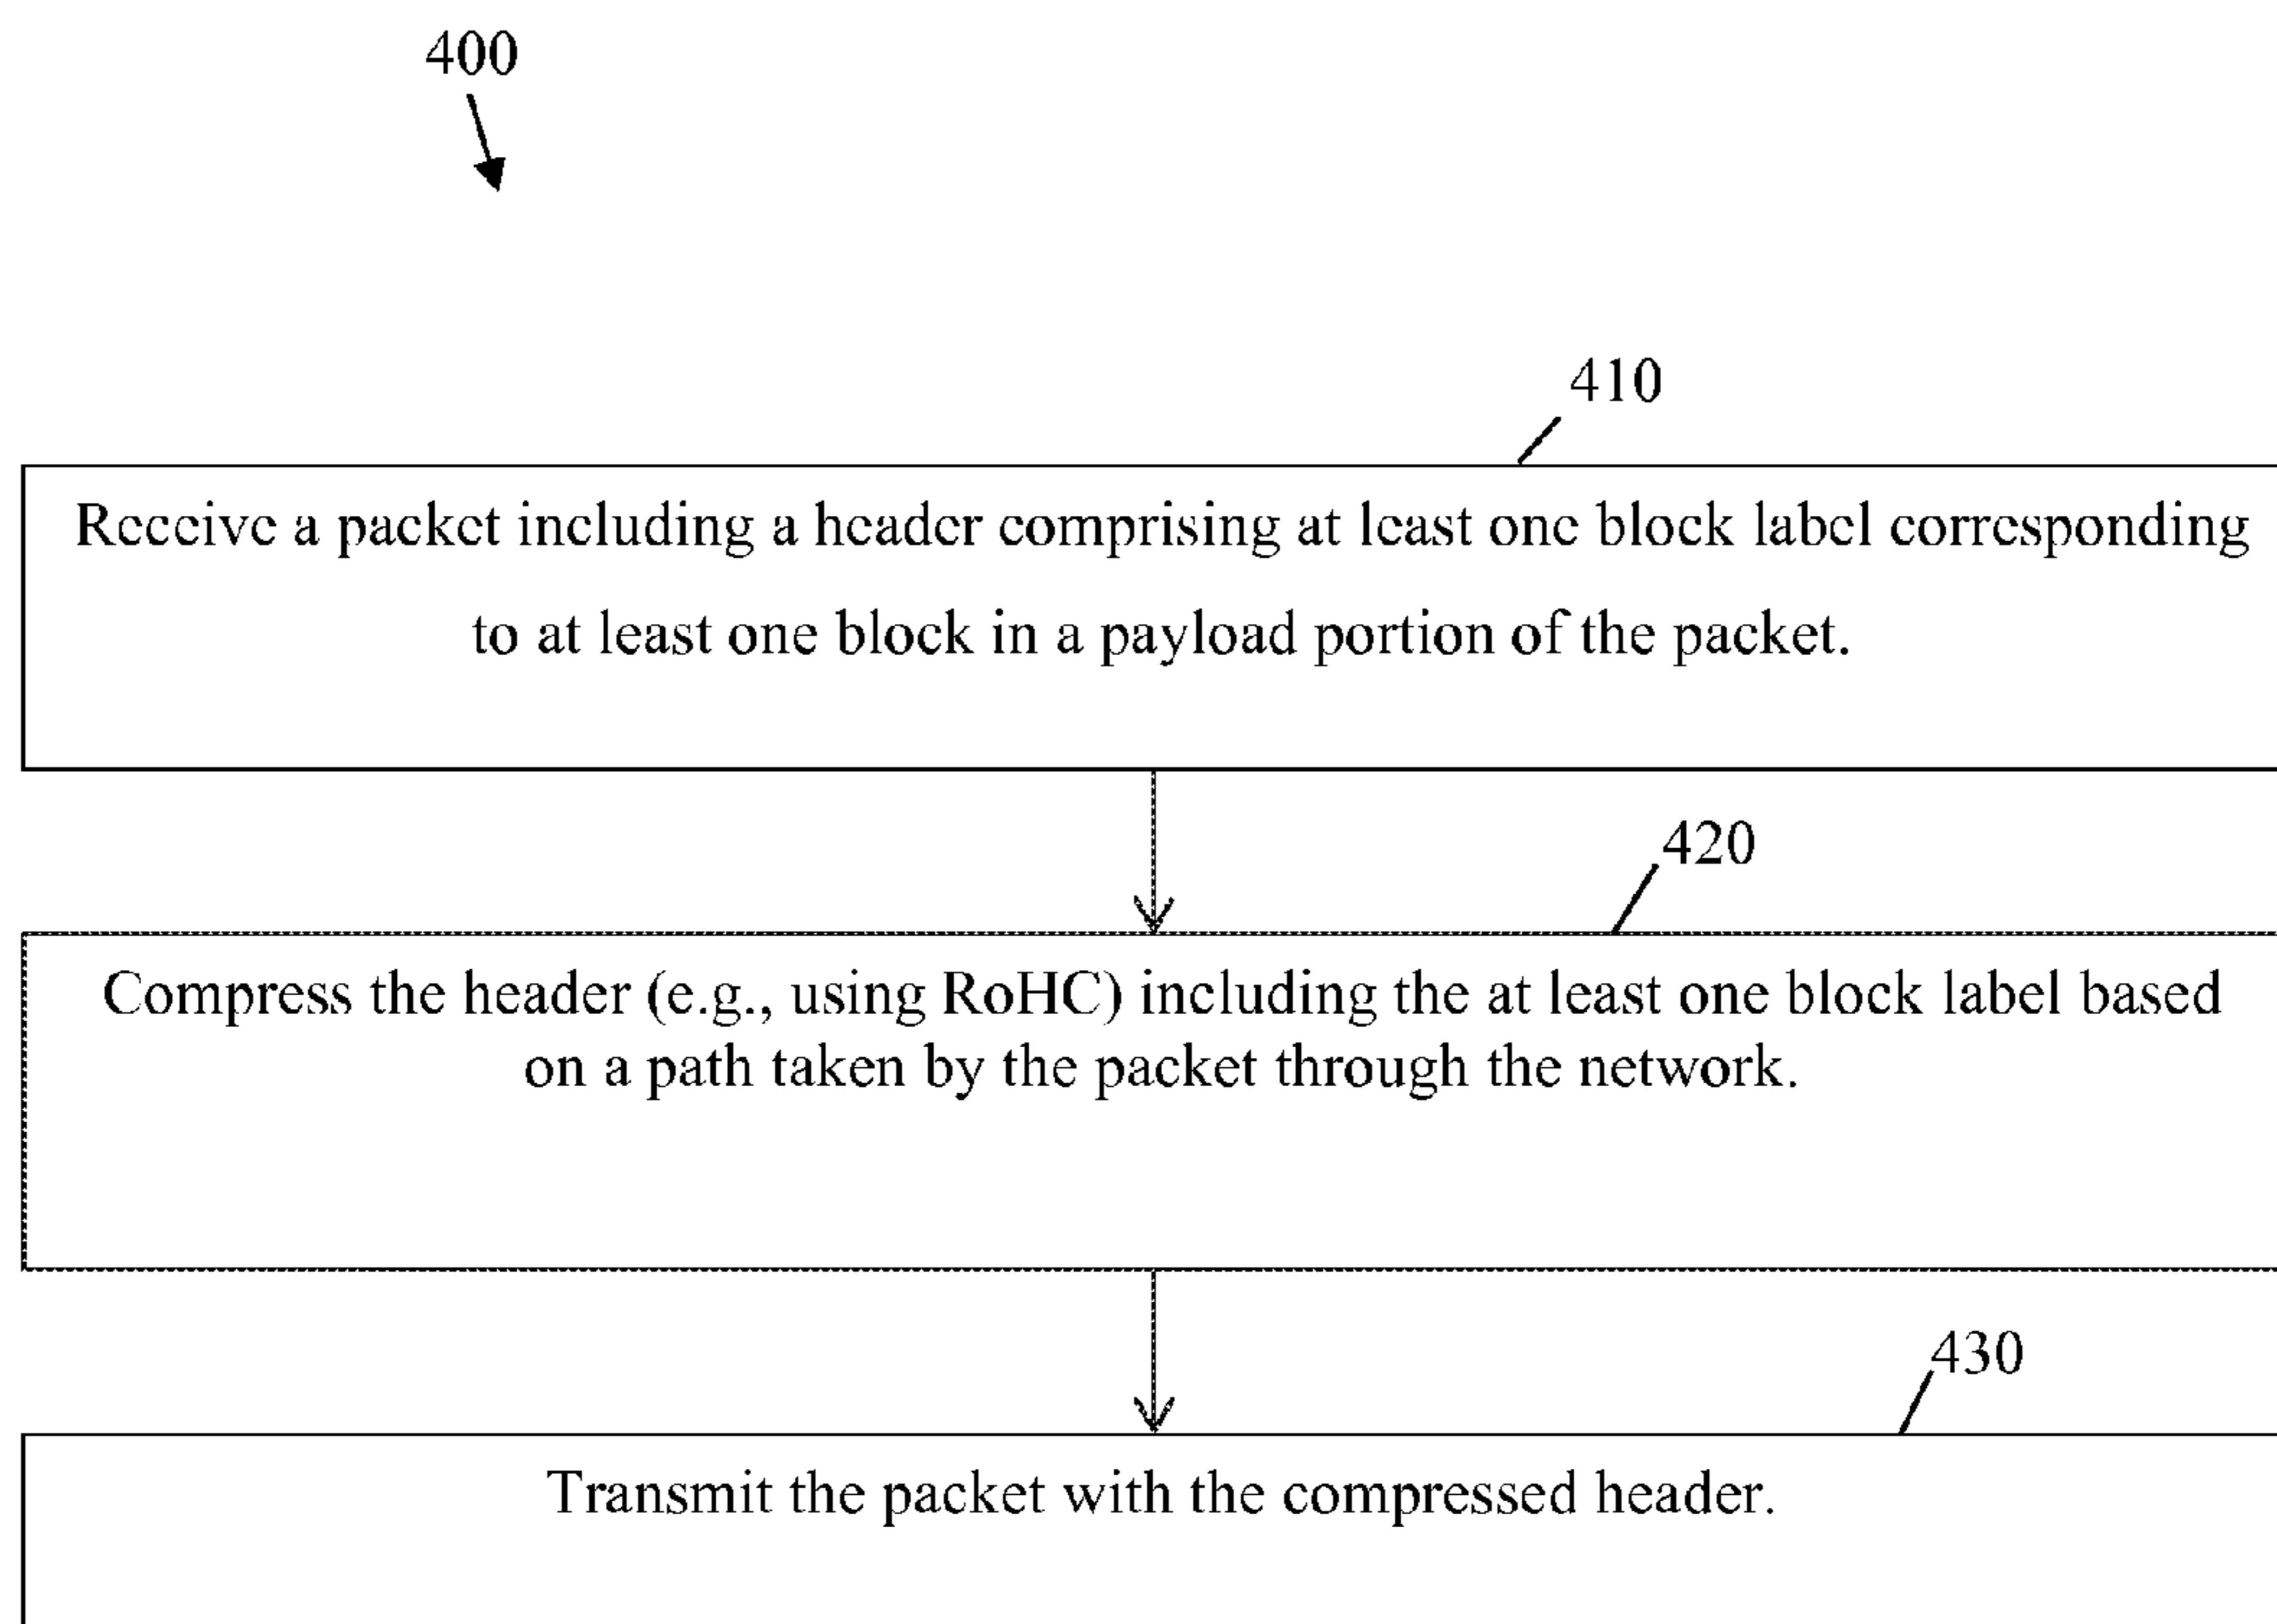 400
410
Receive a packet including a header comprising at least one block label corresponding
to at least one block in a payload portion of the packet.
420
Compress the header (e.g., using RoHC) including the at least one block label based
on a path taken by the packet through the network.
430
Transmit the packet with the compressed header.